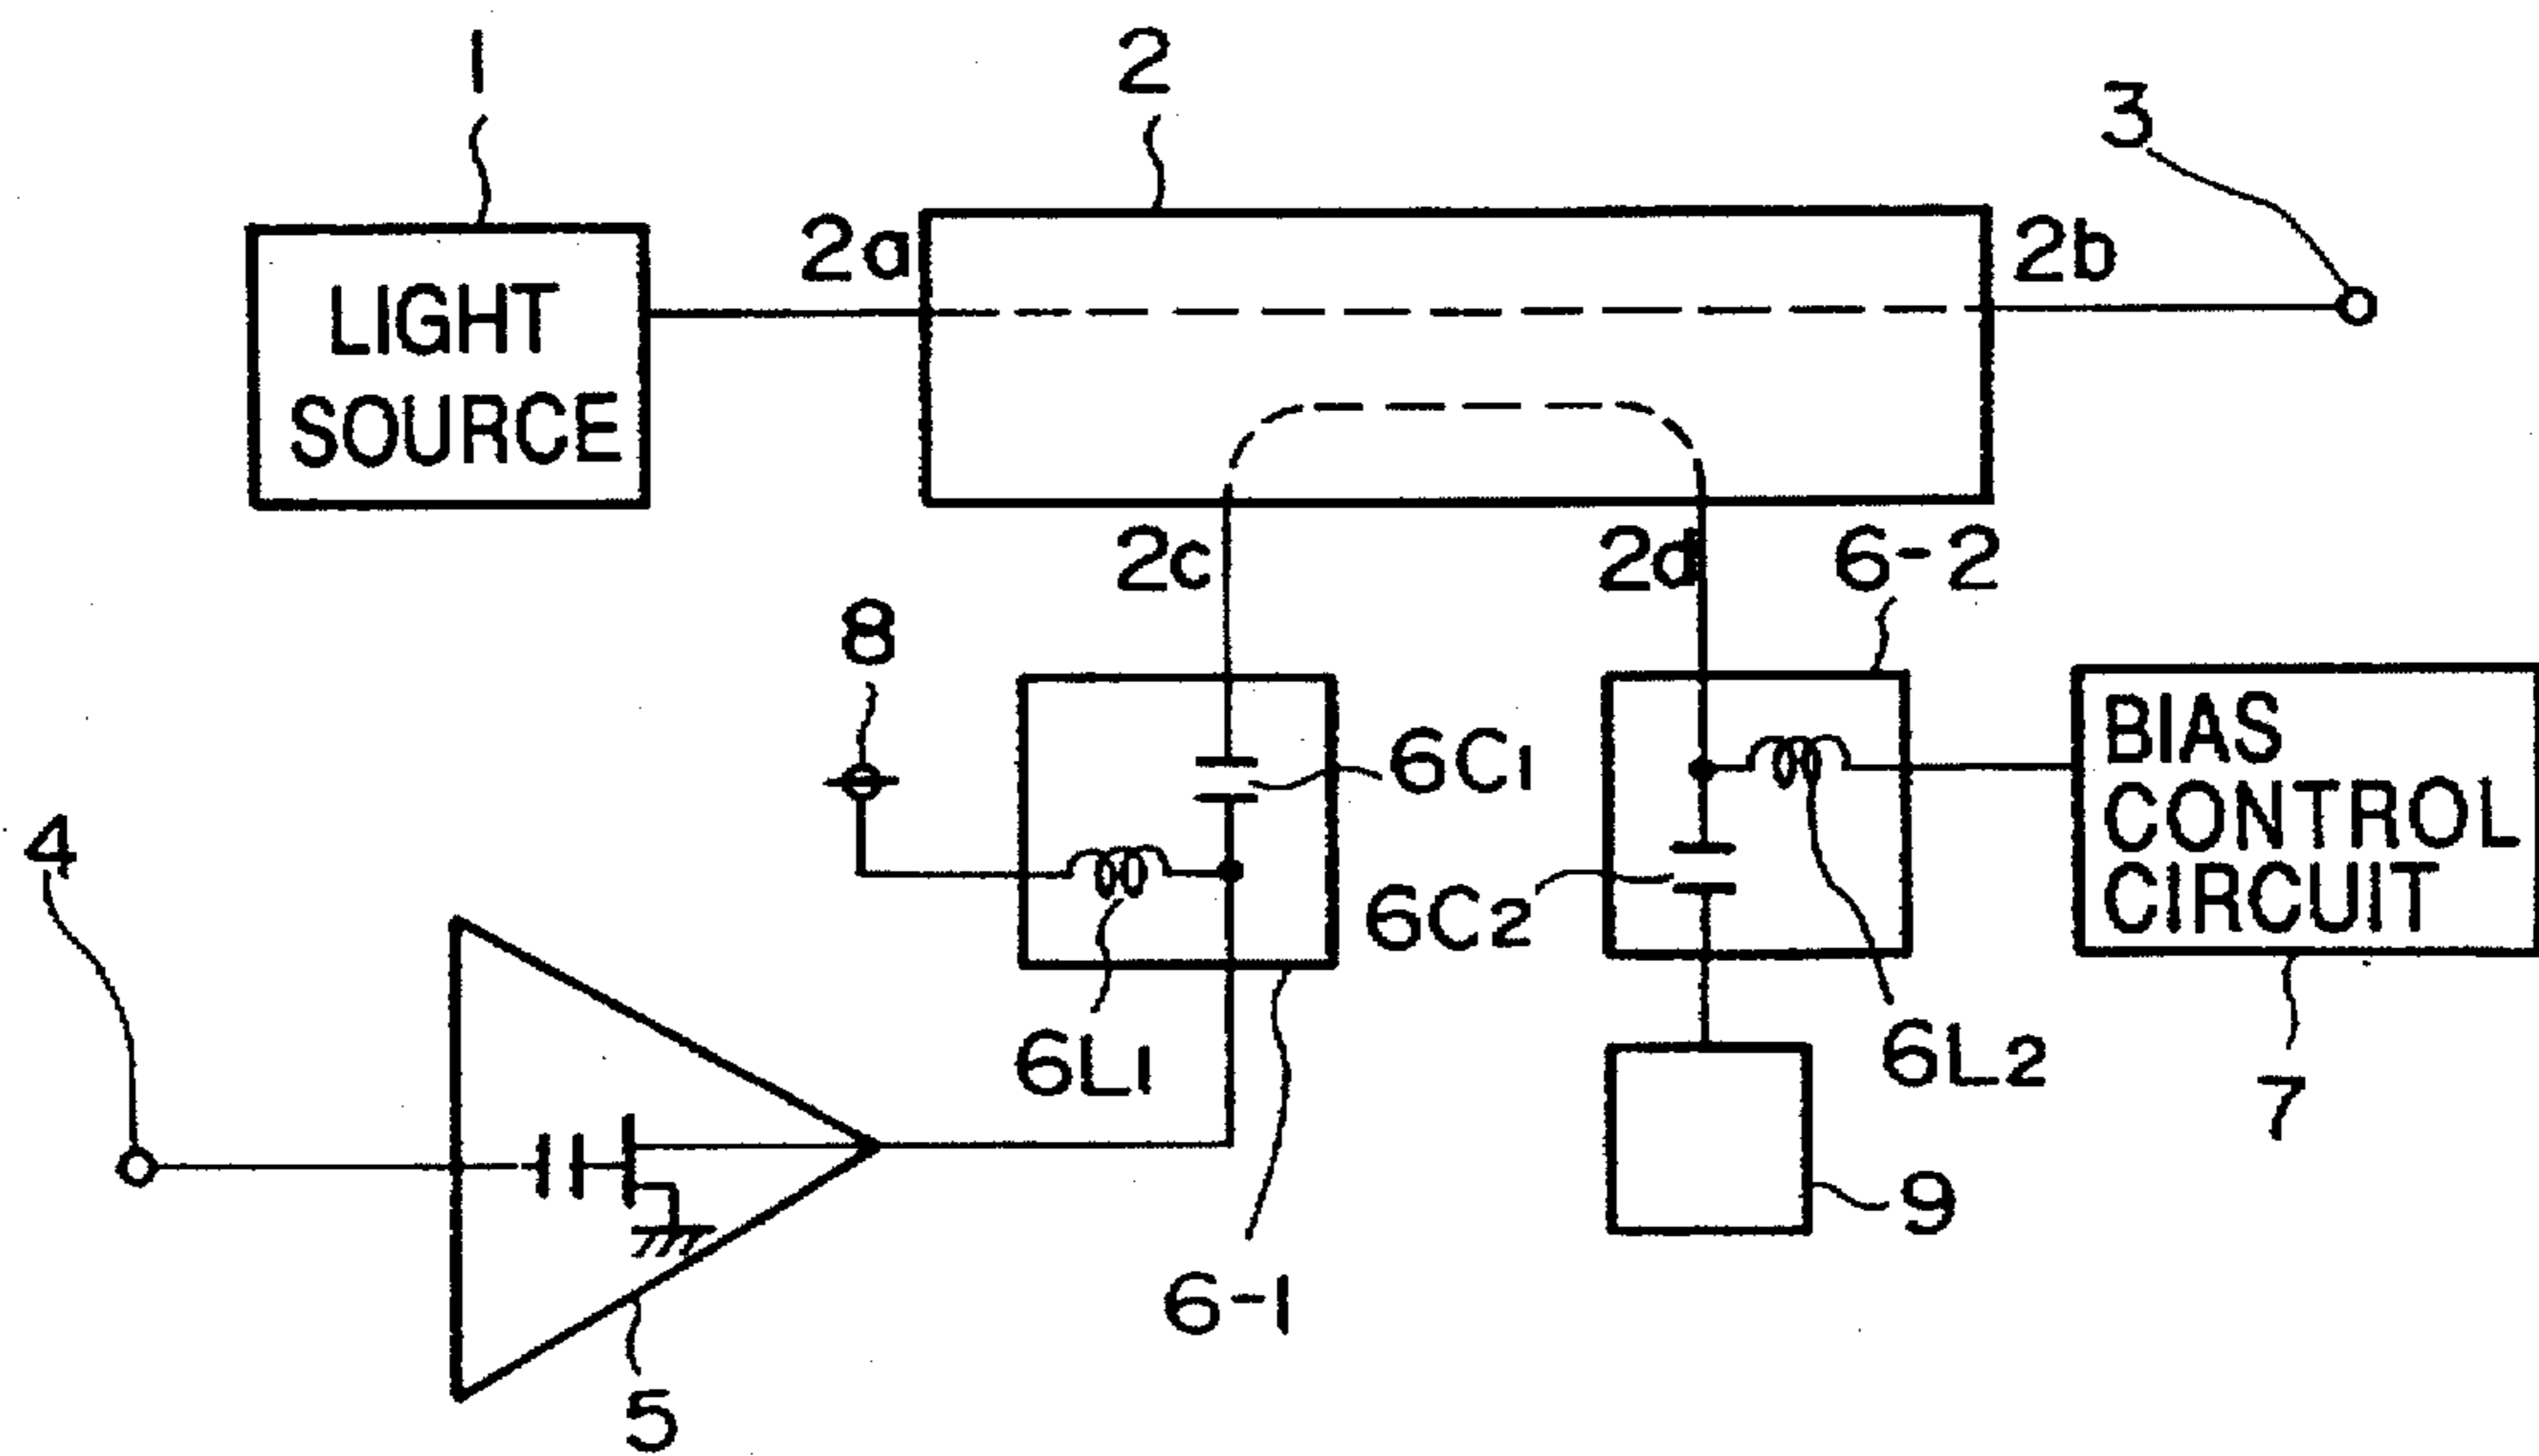 1
2
3
2a
2b
LIGHT
SOURCE
2c
2d
6-2
8
6C1
BIAS
CONTROL
CIRCUIT
4
6C2
6L1
6L2
7
9
6-1
5